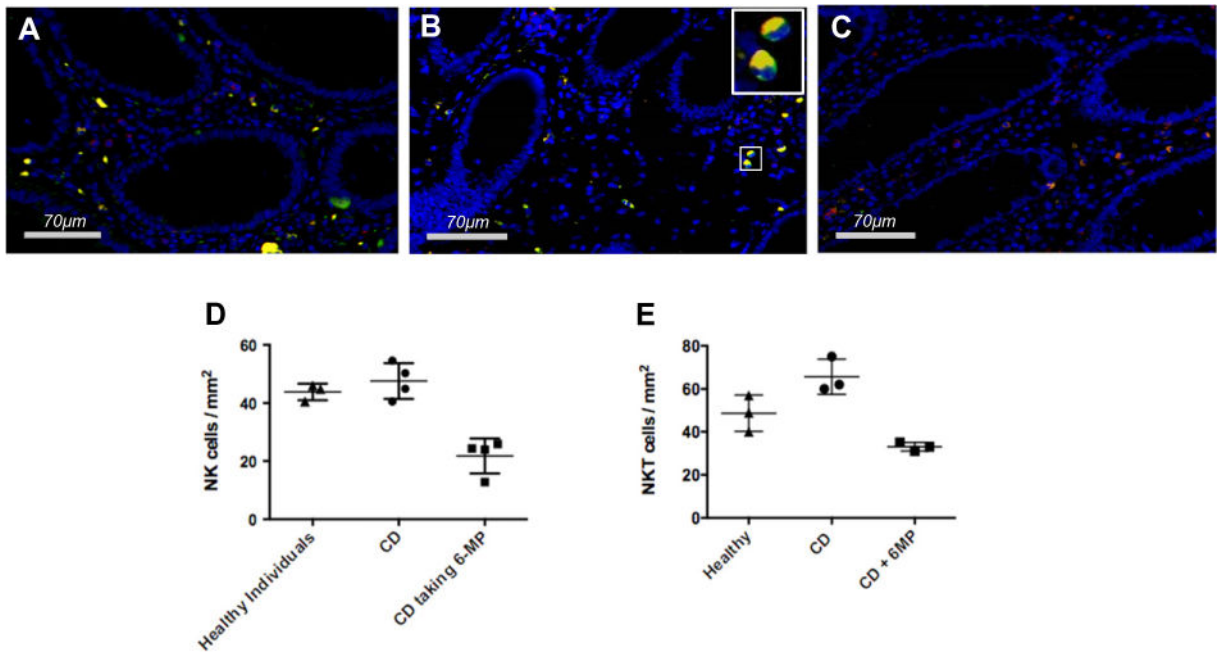 A
B
C
70µm
70µm
70µm
D
E
NK cells / mm²
60
40
20
0
Healthy Individuals
CD
CD taking 6-MP
NKT cells / mm²
80
60
40
20
0
Healthy
CD
CD + 6MP